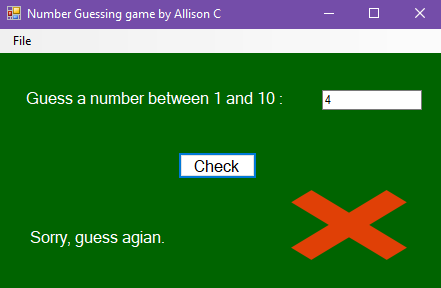 Number Guessing game by Allison C
File
Guess a number between 1 and 10 : 4
Check
Sorry, guess agian.